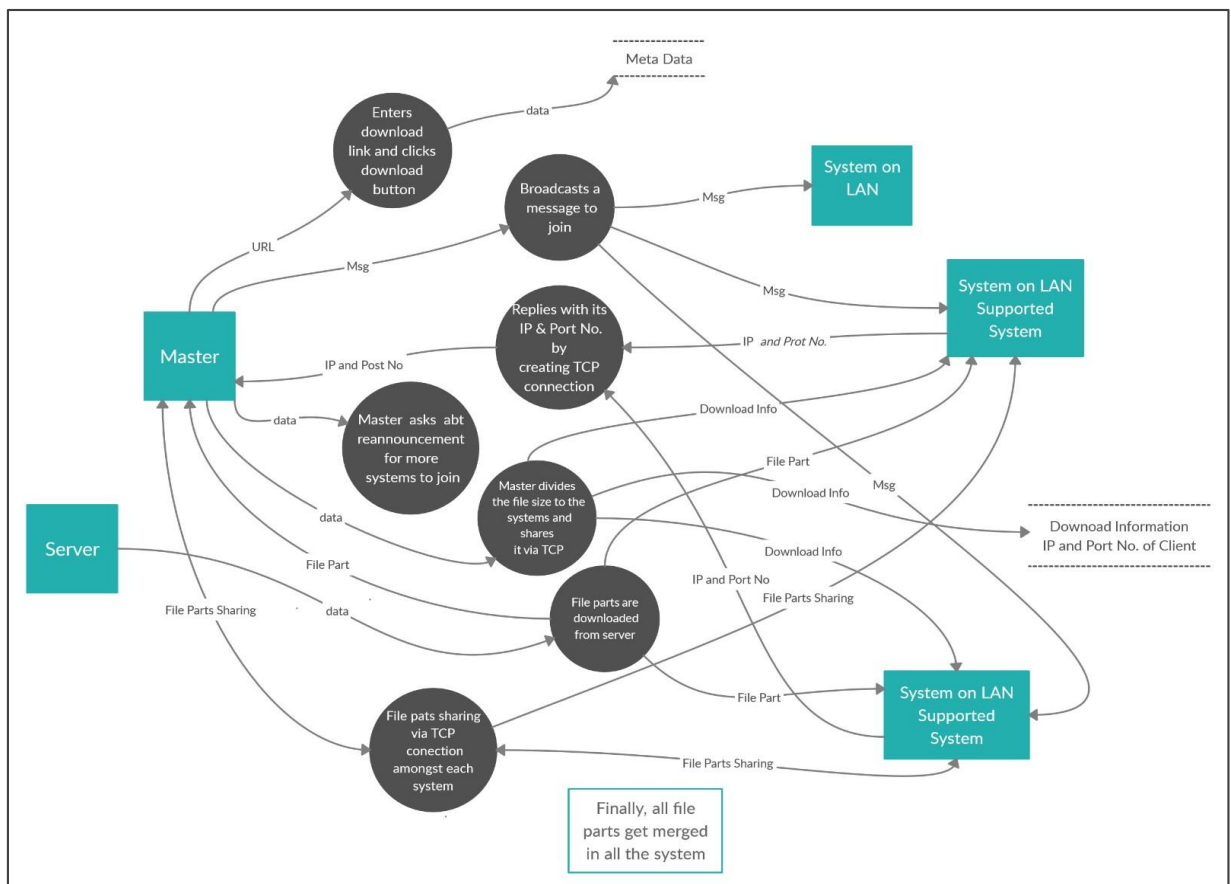 Meta Data
data
Enters
download
link and clicks
download
button
System on
LAN
Broadcasts a
message to
join
Msg
URL
Msg
Msg
System on LAN
Supported
System
Replies with its
IP & Port No.
by
creating TCP
connection
IP and Prot No.
Master
IP and Post No
Master asks abt
reannouncement
for more
systems to join
data
Download Info
File Part
Msg
Master divides
the file size to the
systems and
shares
it via TCP
Download Info
data
Downoad Information
IP and Port No. of Client
Server
Download Info
File Part
IP and Port No
File Parts Sharing
File Parts Sharing
data
File parts are
downloaded
from server
File Part
System on LAN
Supported
System
File pats sharing
via TCP
conection
amongst each
system
File Parts Sharing
Finally, all file
parts get merged
in all the system